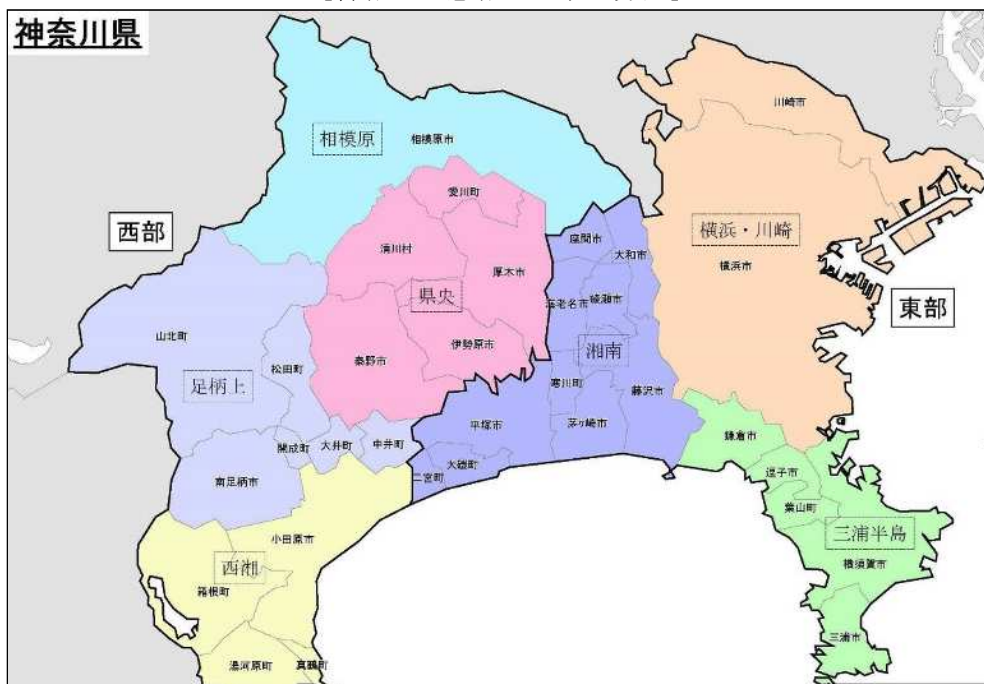 神奈川県
川崎市
相模原
相模原市
愛川町
西部
清川村
座間市
大和市
横浜・川崎
横浜市
厚木市
県央
海老名市
綾瀬市
東部
山北町
伊勢原市
秦野市
松田町
湘南
足柄上
寒川町
藤沢市
平塚市
茅ヶ崎市
鎌倉市
開成町
大井町
中井町
大磯町
二宮町
逗子市
南足柄市
葉山町
三浦半島
小田原市
横須賀市
西湘
箱根町
三浦市
湯河原町
真鶴町